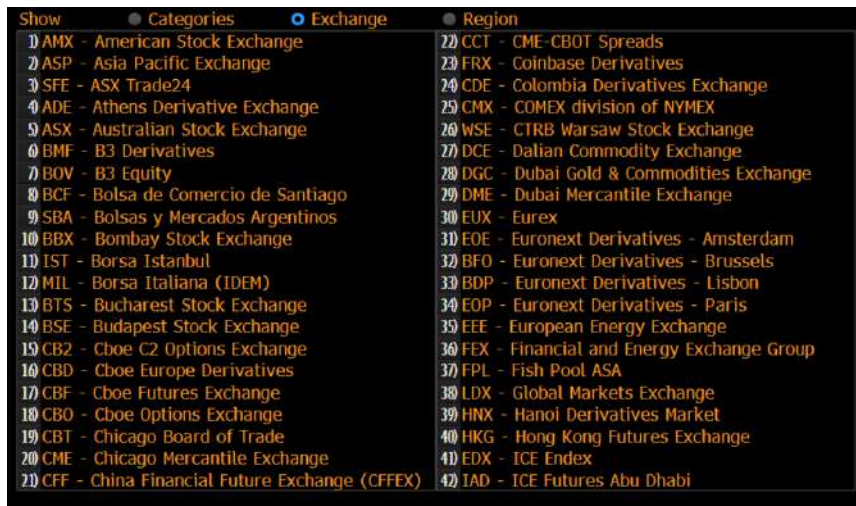 Show Categories Exchange Region
1) AMX - American Stock Exchange
2) ASP - Asia Pacific Exchange
3) SFE - ASX Trade24
4) ADE - Athens Derivative Exchange
5) ASX - Australian Stock Exchange
6) BMF - B3 Derivatives
7) BOV - B3 Equity
8) BCF - Bolsa de Comercio de Santiago
9) SBA - Bolsas y Mercados Argentinos
10) BBX - Bombay Stock Exchange
11) IST - Borsa Istanbul
12) MIL - Borsa Italiana (IDEM)
13) BTS - Bucharest Stock Exchange
14) BSE - Budapest Stock Exchange
15) CB2 - Cboe C2 Options Exchange
16) CBD - Cboe Europe Derivatives
17) CBF - Cboe Futures Exchange
18) CBO - Cboe Options Exchange
19) CBT - Chicago Board of Trade
20) CME - Chicago Mercantile Exchange
21) CFF - China Financial Future Exchange (CFFEX)
22) CCT - CME-CBOT Spreads
23) FRX - Coinbase Derivatives
24) CDE - Colombia Derivatives Exchange
25) CMX - COMEX division of NYMEX
26) WSE - CTRB Warsaw Stock Exchange
27) DCE - Dalian Commodity Exchange
28) DGC - Dubai Gold & Commodities Exchange
29) DME - Dubai Mercantile Exchange
30) EUX - Eurex
31) EOE - Euronext Derivatives - Amsterdam
32) BFO - Euronext Derivatives - Brussels
33) BDP - Euronext Derivatives - Lisbon
34) EOP - Euronext Derivatives - Paris
35) EEE - European Energy Exchange
36) FEX - Financial and Energy Exchange Group
37) FPL - Fish Pool ASA
38) LDX - Global Markets Exchange
39) HNX - Hanoi Derivatives Market
40) HKG - Hong Kong Futures Exchange
41) EDX - ICE Endex
42) IAD - ICE Futures Abu Dhabi